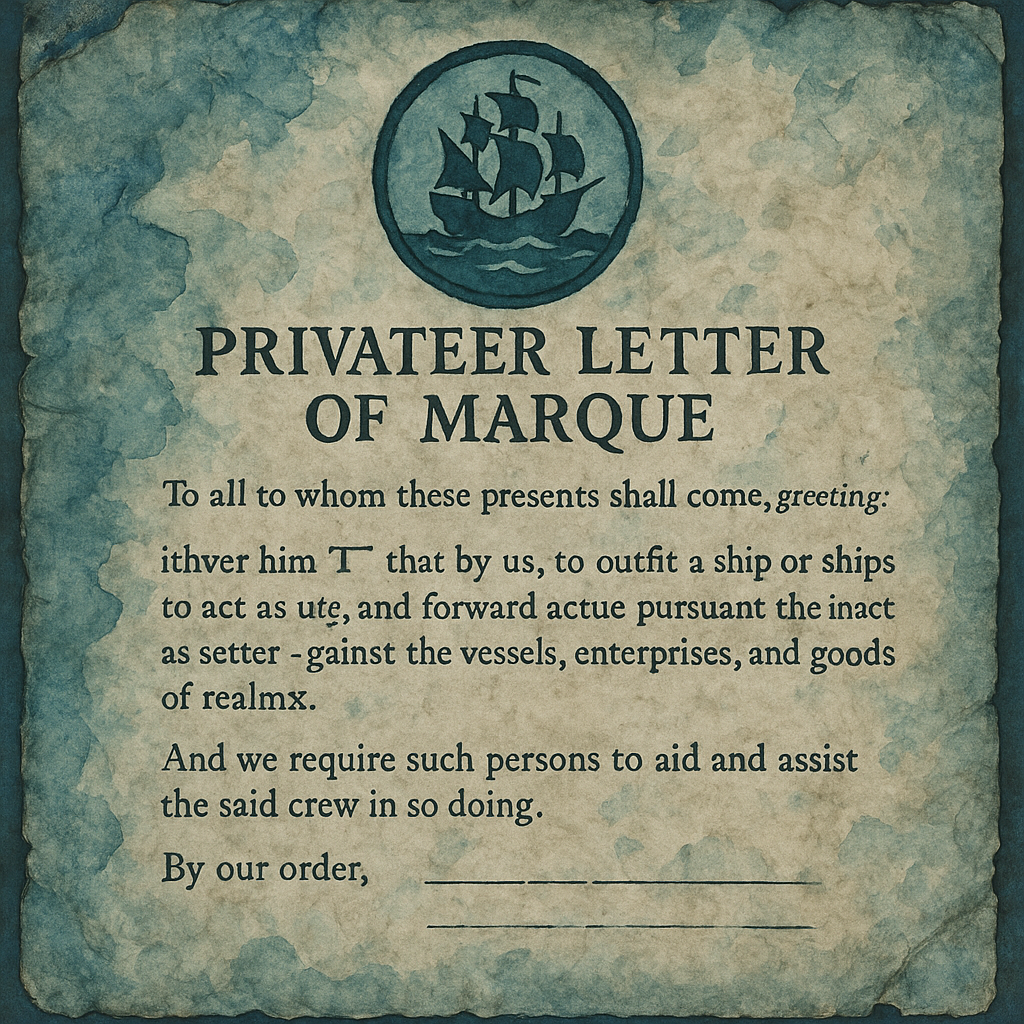 PRIVATEER LETTER
OF MARQUE
To all to whom these presents shall come, greeting:
ithver him T that by us, to outfit a ship or ships
to act as ute, and forward actue pursuant the inact
as setter -gainst the vessels, enterprises, and goods
of realmx.
And we require such persons to aid and assist
the said crew in so doing.
By our order,